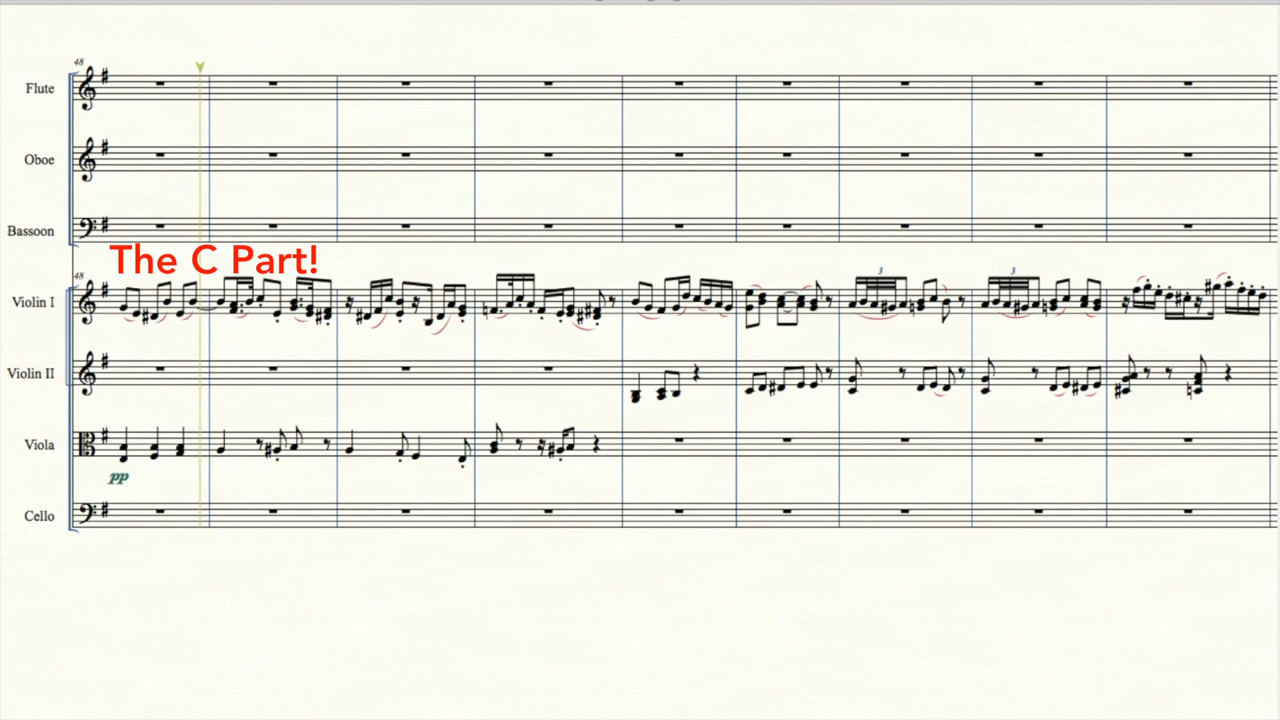 48
Flute
Oboe
Bassoon
The C Part!
48
Violin I
3
3
Violin II
Viola
pp
Cello